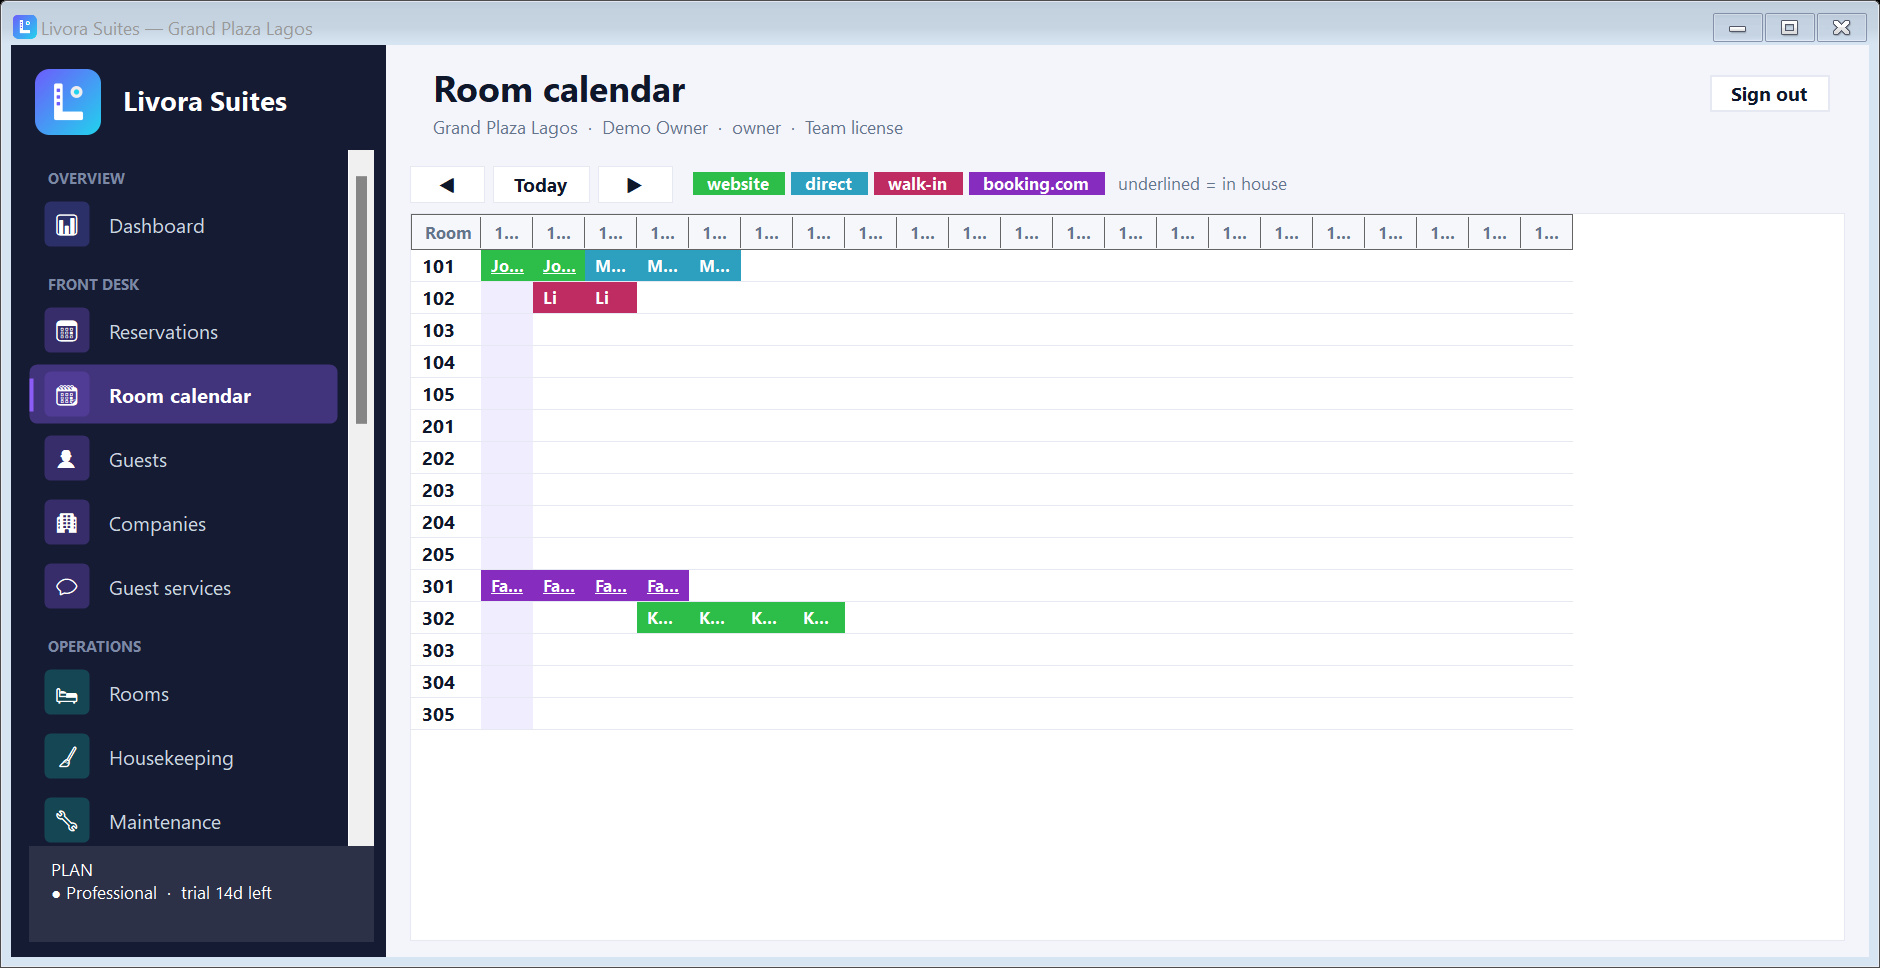 Livora Suites — Grand Plaza Lagos
Livora Suites
OVERVIEW
Dashboard
FRONT DESK
Reservations
Room calendar
Guests
Companies
Guest services
OPERATIONS
Rooms
Housekeeping
Maintenance
PLAN
● Professional · trial 14d left
Room calendar
Grand Plaza Lagos · Demo Owner · owner · Team license
Sign out
◀ Today ▶ website direct walk-in booking.com underlined = in house
Room 1... 1... 1... 1... 1... 1... 1... 1... 1... 1... 1... 1... 1... 1... 1... 1... 1... 1... 1... 1... 1...
101 Jo... Jo... M... M... M...
102 Li Li
103
104
105
201
202
203
204
205
301 Fa... Fa... Fa... Fa...
302 K... K... K... K...
303
304
305